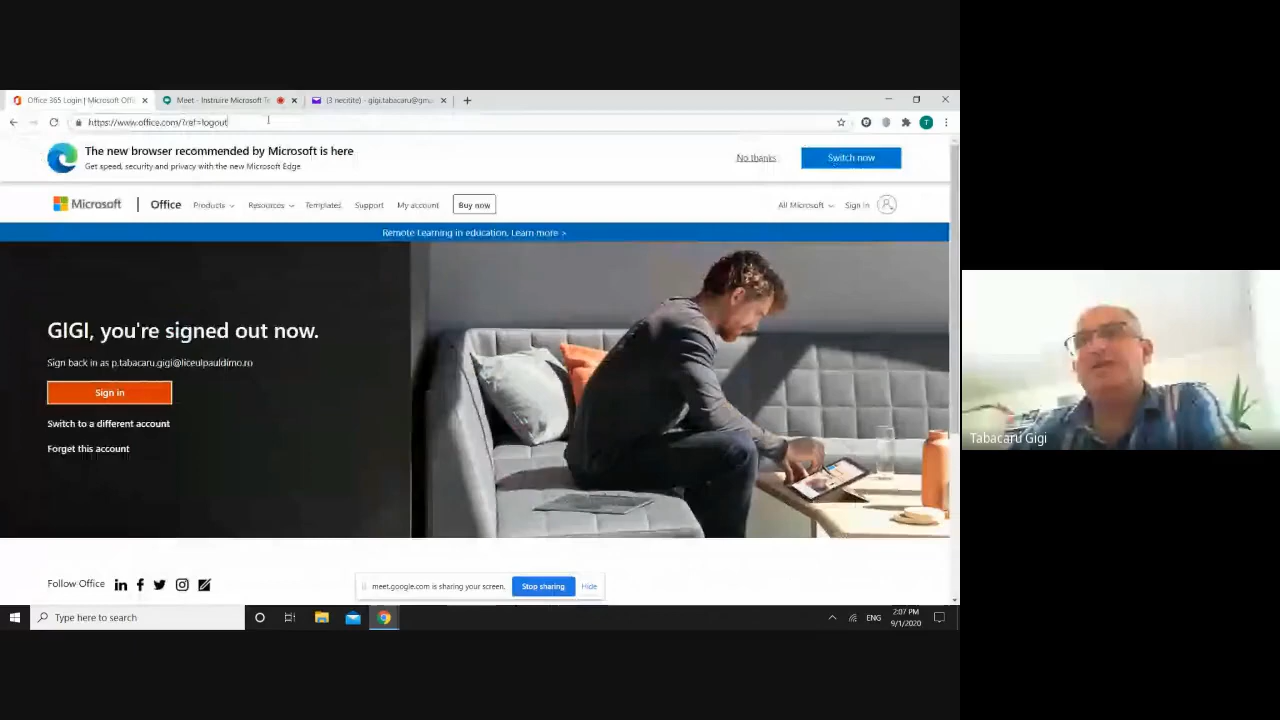 Office 365 Login | Microsoft Offic
Meet - Instruire Microsoft Te
(3 necitite) - gigi.tabacaru@gmai
https://www.office.com/?ref=logout
The new browser recommended by Microsoft is here
Get speed, security and privacy with the new Microsoft Edge
No thanks
Switch now
Microsoft
Office
Products
Resources
Templates
Support
My account
Buy now
All Microsoft
Sign in
Remote Learning in education. Learn more >
GIGI, you're signed out now.
Sign back in as p.tabacaru.gigi@liceulpauldimo.ro
Sign in
Switch to a different account
Forget this account
Follow Office
meet.google.com is sharing your screen.
Stop sharing
Hide
Type here to search
ENG
2:07 PM
9/1/2020
Tabacaru Gigi